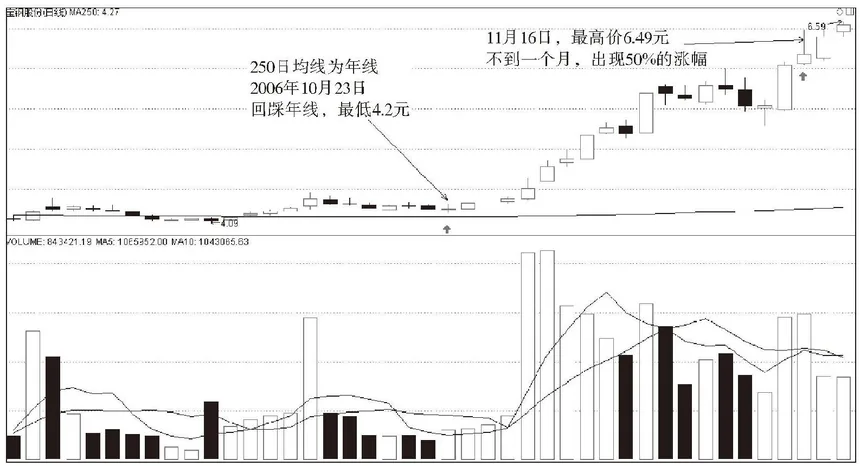 宝钢股份(日线) MA250: 4.27
6.59
11月16日，最高价6.49元
不到一个月，出现50%的涨幅
250日均线为年线
2006年10月23日
回踩年线，最低4.2元
4.09
VOLUME: 843421.19 MA5: 1065952.00 MA10: 1043065.63